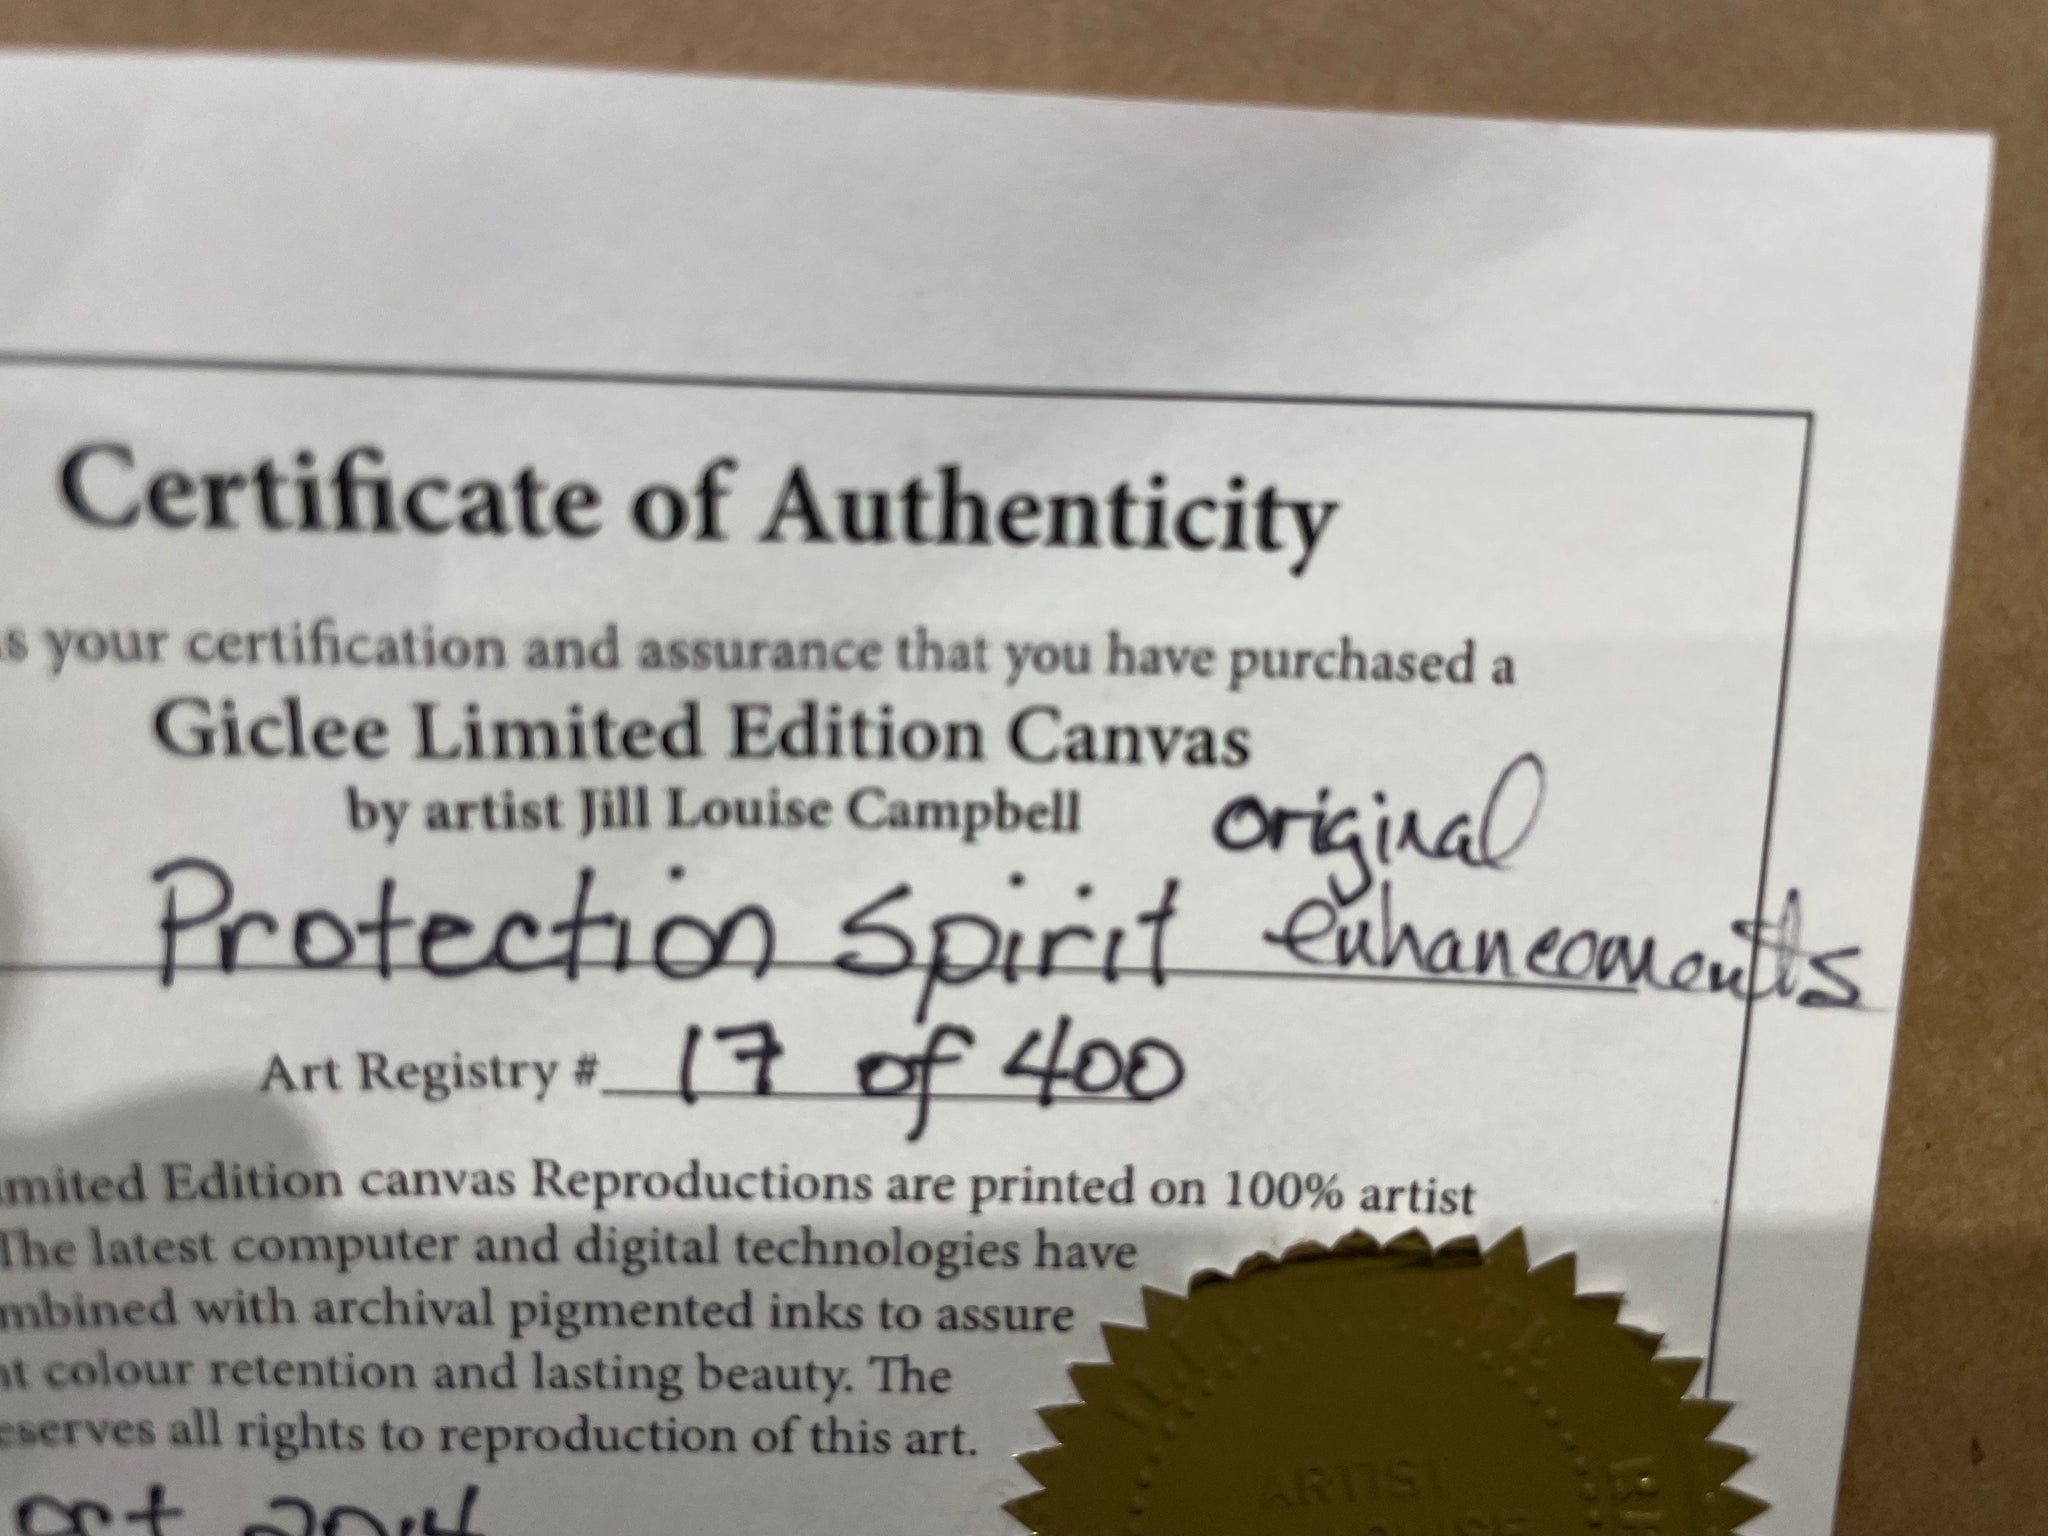 Certificate of Authenticity
s your certification and assurance that you have purchased a
Giclee Limited Edition Canvas
by artist Jill Louise Campbell
original
Protection Spirit enhancements
Art Registry # 17 of 400
mited Edition canvas Reproductions are printed on 100% artist
The latest computer and digital technologies have
mbined with archival pigmented inks to assure
t colour retention and lasting beauty. The
eserves all rights to reproduction of this art.
Oct 2014
ARTIST